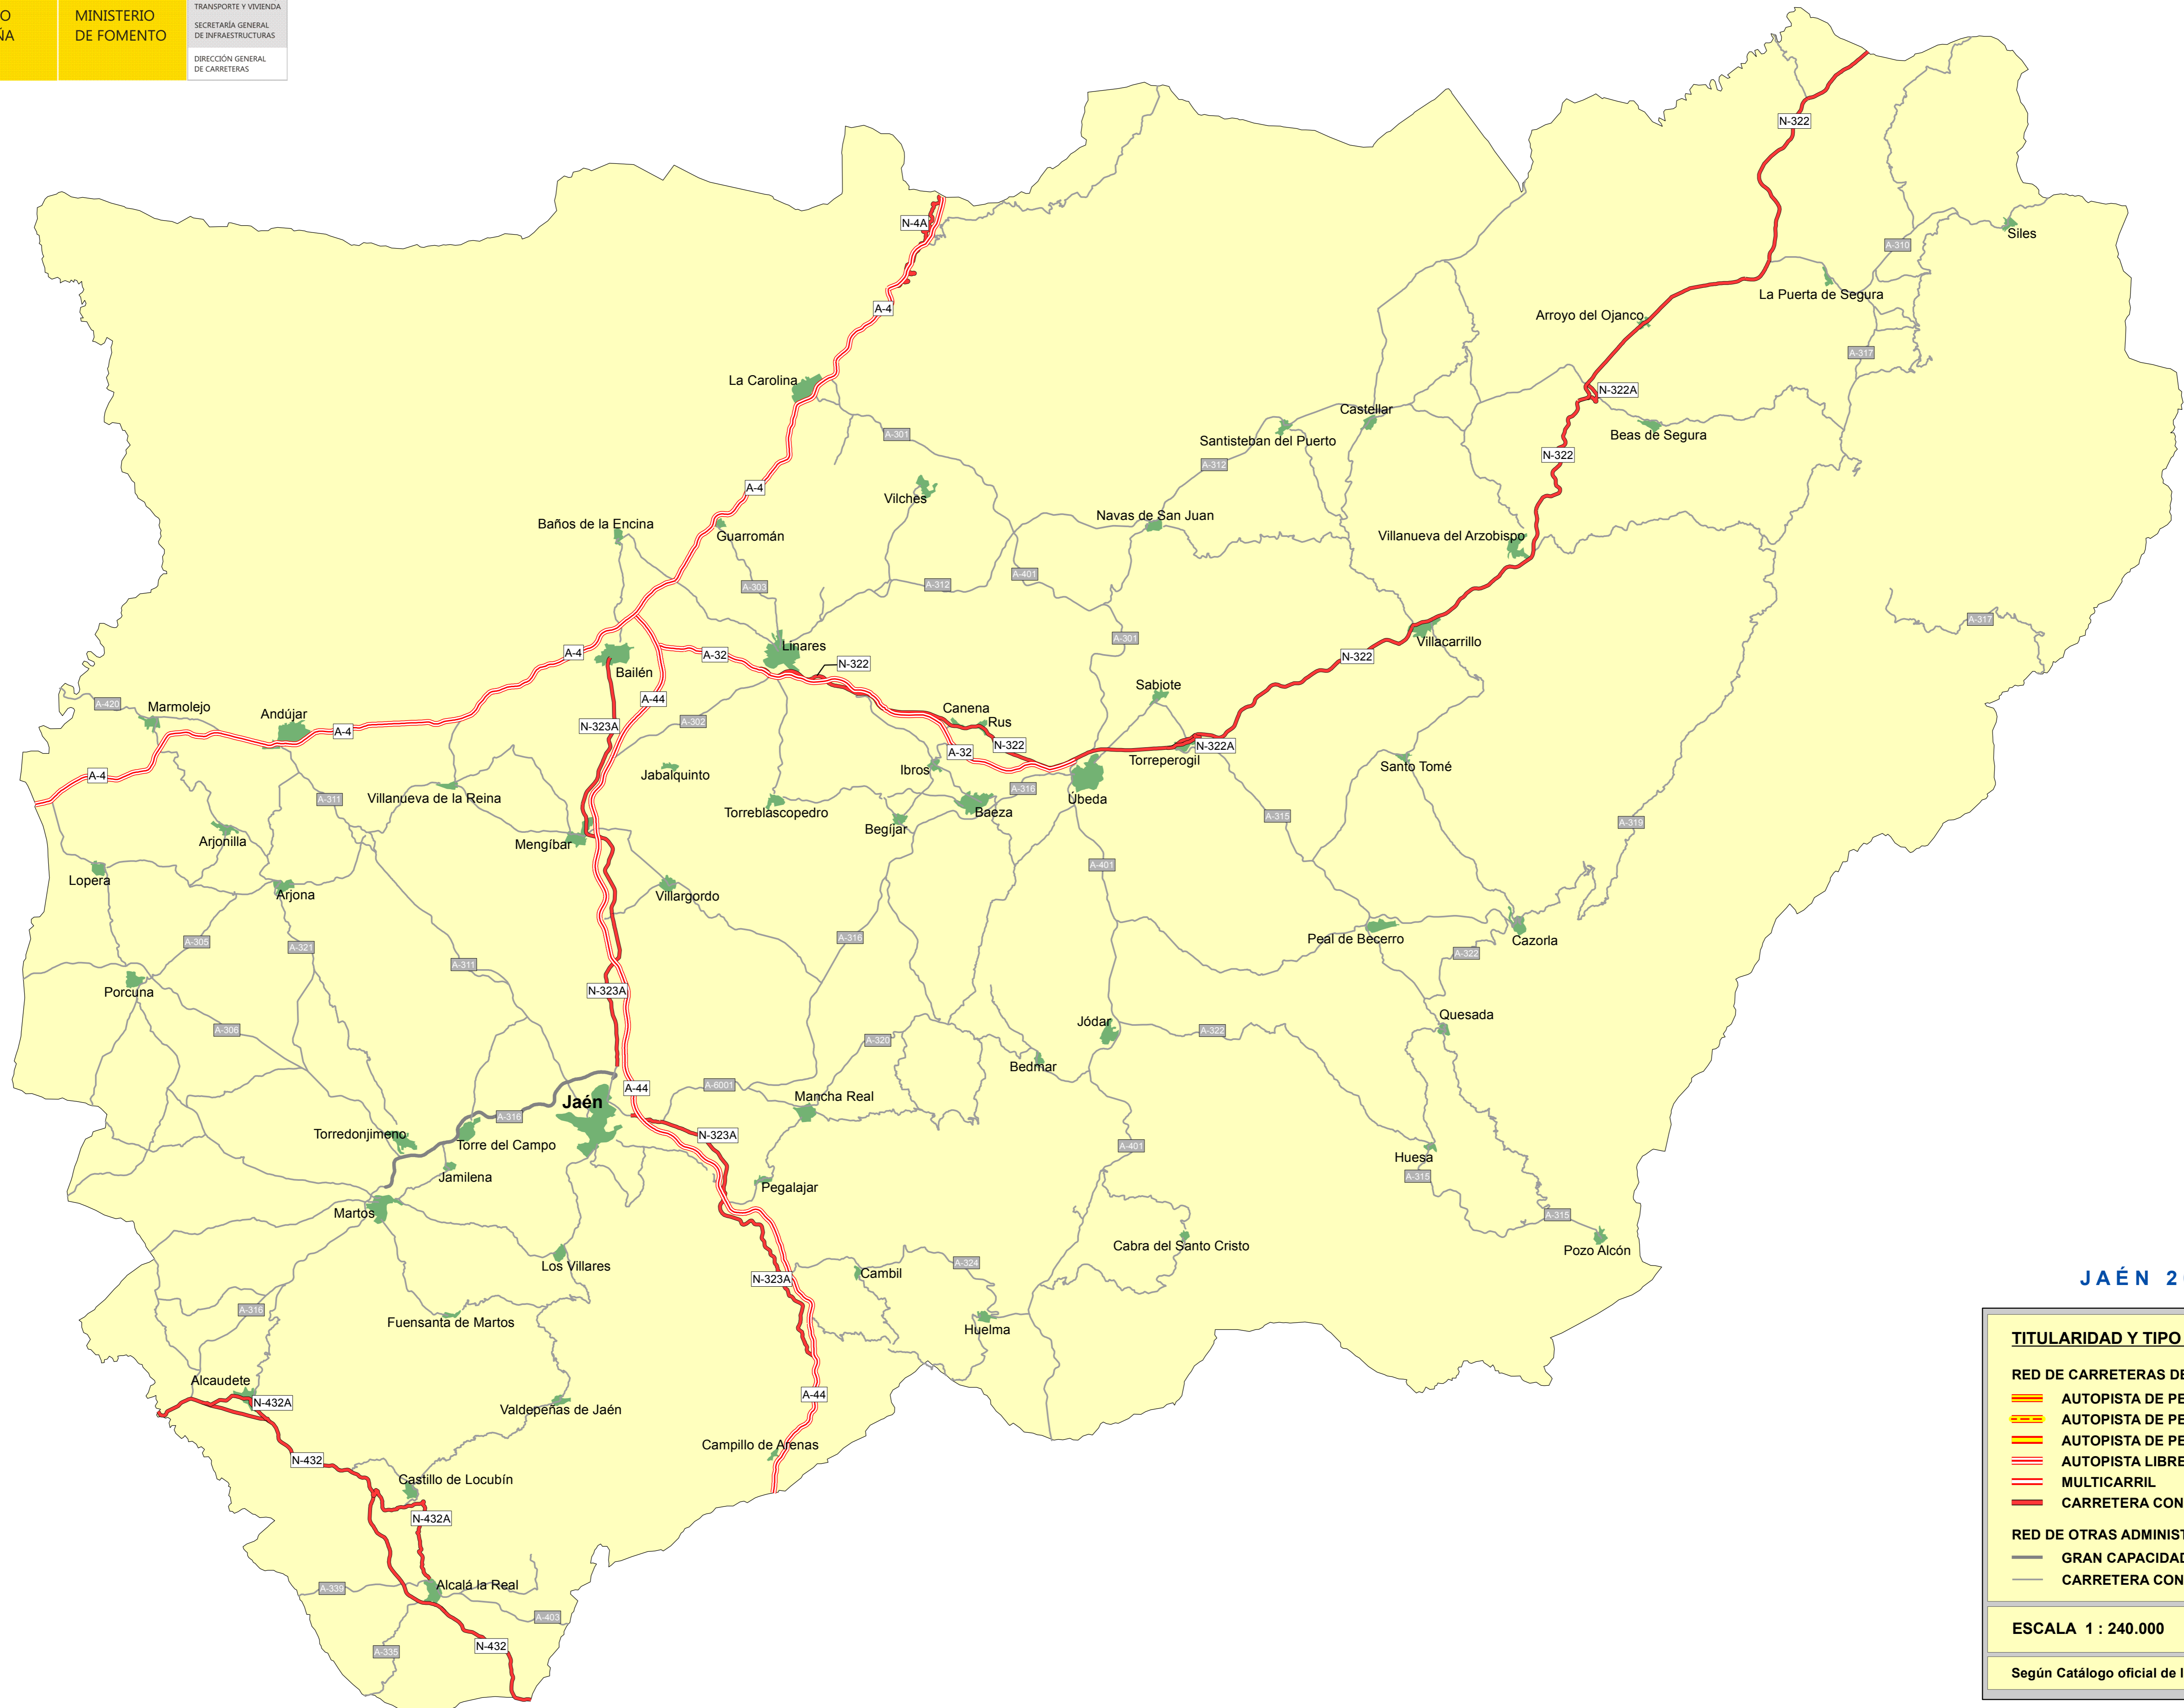 MINISTERIO
DE FOMENTO
TRANSPORTE Y VIVIENDA
SECRETARÍA GENERAL
DE INFRAESTRUCTURAS
DIRECCIÓN GENERAL
DE CARRETERAS
N-322
N-4A
Siles
A-310
La Puerta de Segura
A-4
Arroyo del Ojanco
A-317
La Carolina
N-322A
Castellar
A-301
Beas de Segura
Santisteban del Puerto
N-322
A-312
A-4
Vilches
Navas de San Juan
Baños de la Encina
Guarromán
Villanueva del Arzobispo
A-401
A-303
A-312
A-317
A-301
Villacarrillo
Linares
A-4
A-32
N-322
N-322
Bailén
Sabiote
A-44
A-420
Marmolejo
Andújar
Canena
Rus
A-302
N-323A
A-4
N-322
N-322A
A-32
Torreperogil
Santo Tomé
Ibros
A-4
Jabalquinto
A-316
Villanueva de la Reina
A-311
Úbeda
Torreblascopedro
Baeza
A-315
A-319
Begíjar
Arjonilla
Mengíbar
A-401
Lopera
Arjona
Villargordo
A-316
Peal de Becerro
Cazorla
A-305
A-321
A-322
A-311
Porcuna
N-323A
Quesada
Jódar
A-306
A-322
A-320
Bedmar
A-6001
A-44
Mancha Real
Jaén
A-316
Torredonjimeno
N-323A
Torre del Campo
A-401
Huesa
Jamilena
A-315
Pegalajar
Martos
A-315
Cabra del Santo Cristo
Pozo Alcón
Los Villares
A-324
Cambil
N-323A
JAÉN 2
A-316
Fuensanta de Martos
Huelma
TITULARIDAD Y TIPO
RED DE CARRETERAS DE
Alcaudete
A-44
AUTOPISTA DE PE
N-432A
Valdepeñas de Jaén
AUTOPISTA DE PE
AUTOPISTA DE PE
Campillo de Arenas
N-432
AUTOPISTA LIBRE
Castillo de Locubín
MULTICARRIL
CARRETERA CON
N-432A
RED DE OTRAS ADMINIST
GRAN CAPACIDAD
CARRETERA CON
Alcalá la Real
A-339
A-403
ESCALA 1 : 240.000
N-432
A-335
Según Catálogo oficial de